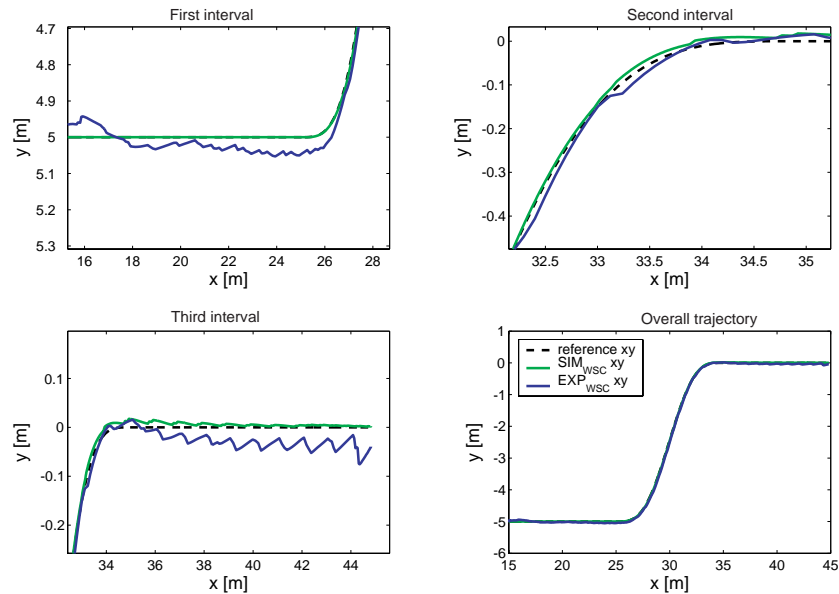 First interval
4.7
4.8
4.9
5
5.1
5.2
5.3
y [m]
16 18 20 22 24 26 28
x [m]
Second interval
0
-0.1
-0.2
-0.3
-0.4
y [m]
32.5 33 33.5 34 34.5 35
x [m]
Third interval
0.1
0
-0.1
-0.2
y [m]
34 36 38 40 42 44
x [m]
Overall trajectory
1
0
-1
-2
-3
-4
-5
-6
y [m]
15 20 25 30 35 40 45
x [m]
reference xy
SIM_WSC xy
EXP_WSC xy